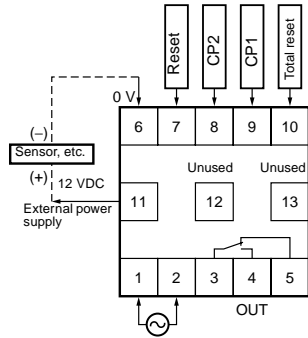 Reset
CP2
CP1
Total reset
0 V
6
7
8
9
10
(–)
Sensor, etc.
(+)
12 VDC
External power
supply
Unused
Unused
11
12
13
1
2
3
4
5
OUT